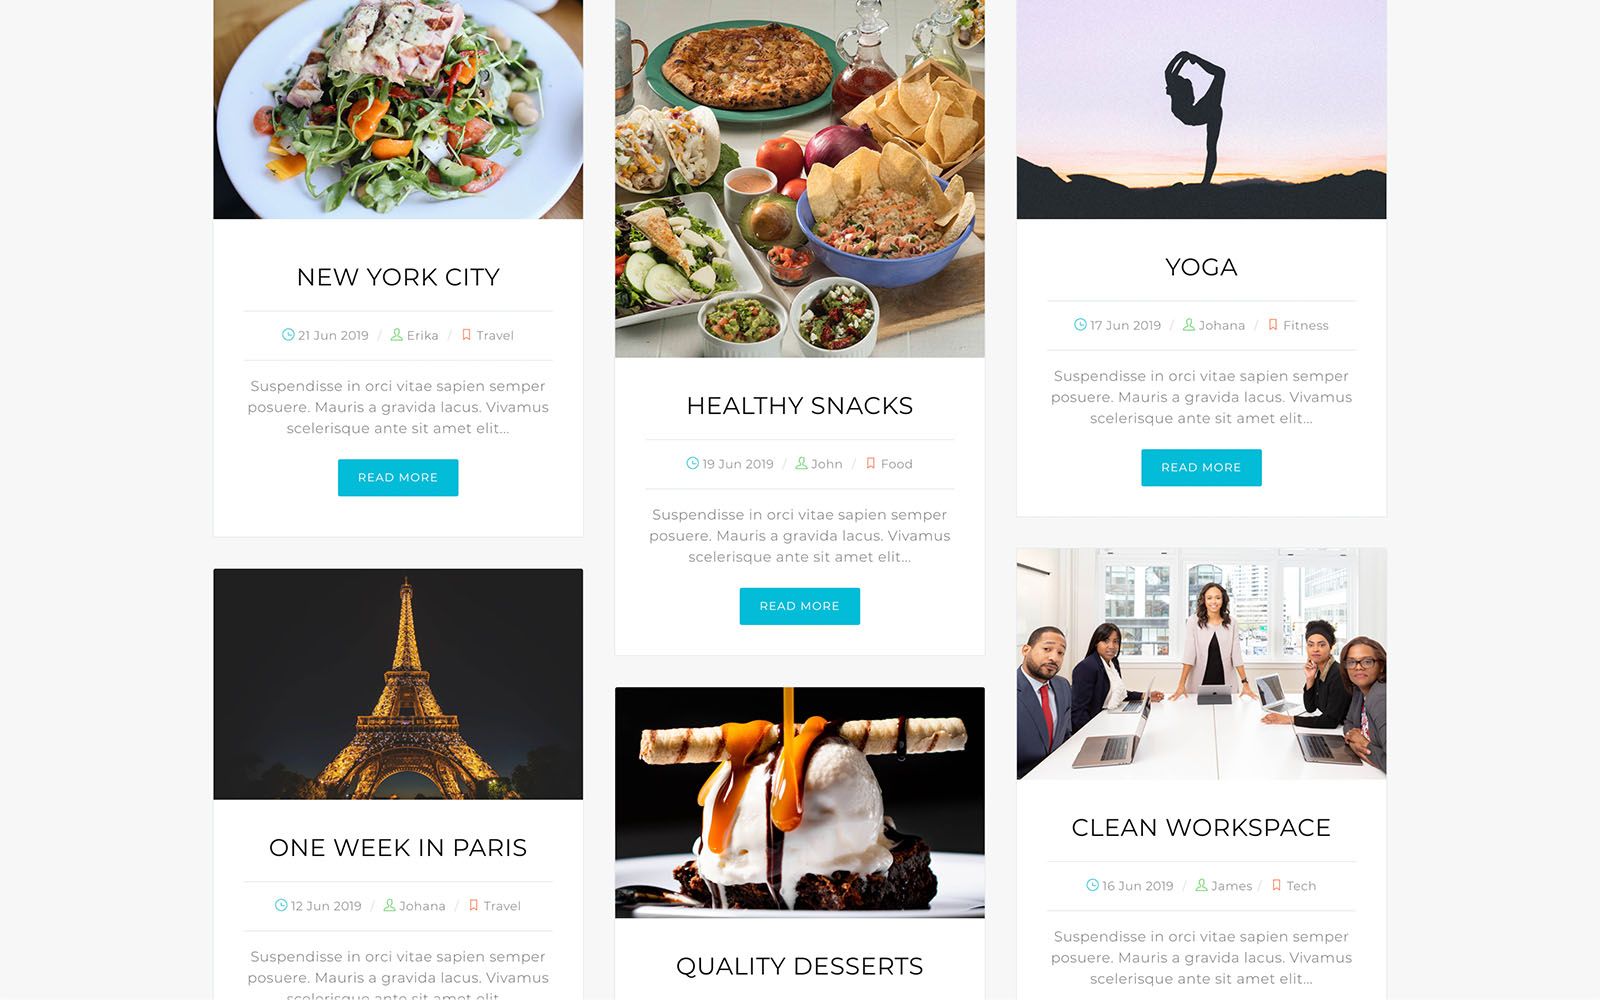 NEW YORK CITY
21 Jun 2019 / Erika / Travel
Suspendisse in orci vitae sapien semper
posuere. Mauris a gravida lacus. Vivamus
scelerisque ante sit amet elit...
READ MORE
ONE WEEK IN PARIS
12 Jun 2019 / Johana / Travel
Suspendisse in orci vitae sapien semper
posuere. Mauris a gravida lacus. Vivamus
scelerisque ante sit amet elit
HEALTHY SNACKS
19 Jun 2019 / John / Food
Suspendisse in orci vitae sapien semper
posuere. Mauris a gravida lacus. Vivamus
scelerisque ante sit amet elit...
READ MORE
QUALITY DESSERTS
YOGA
17 Jun 2019 / Johana / Fitness
Suspendisse in orci vitae sapien semper
posuere. Mauris a gravida lacus. Vivamus
scelerisque ante sit amet elit...
READ MORE
CLEAN WORKSPACE
16 Jun 2019 / James / Tech
Suspendisse in orci vitae sapien semper
posuere. Mauris a gravida lacus. Vivamus
scelerisque ante sit amet elit...